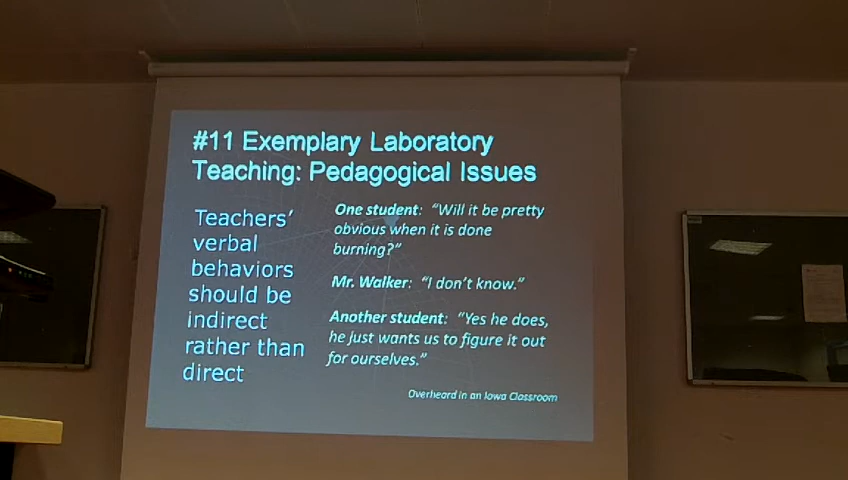 #11 Exemplary Laboratory
Teaching: Pedagogical Issues
Teachers’
verbal
behaviors
should be
indirect
rather than
direct
One student: “Will it be pretty
obvious when it is done
burning?”
Mr. Walker: “I don’t know.”
Another student: “Yes he does,
he just wants us to figure it out
for ourselves.”
Overheard in an Iowa Classroom